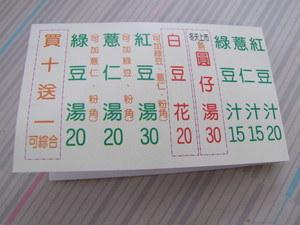 紅豆汁20
薏仁汁15
綠豆汁15
冬天上市
熱
圓仔湯30
白豆花20
紅豆湯30
(可加綠豆、薏仁、粉角)
薏仁湯20
(可加綠豆、粉角)
綠豆湯20
(可加薏仁、粉角)
買十送一
可綜合